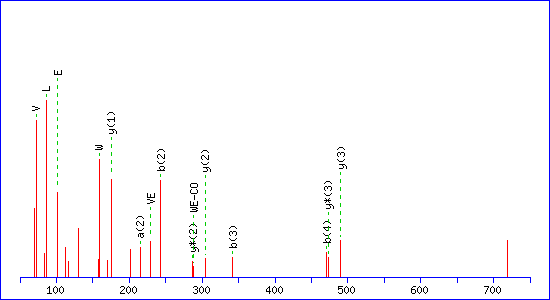 V
L
E
W
y(1)
a(2)
VE
b(2)
y*(2)
WE-CO
y(2)
b(3)
b(4)
y*(3)
y(3)
100 200 300 400 500 600 700